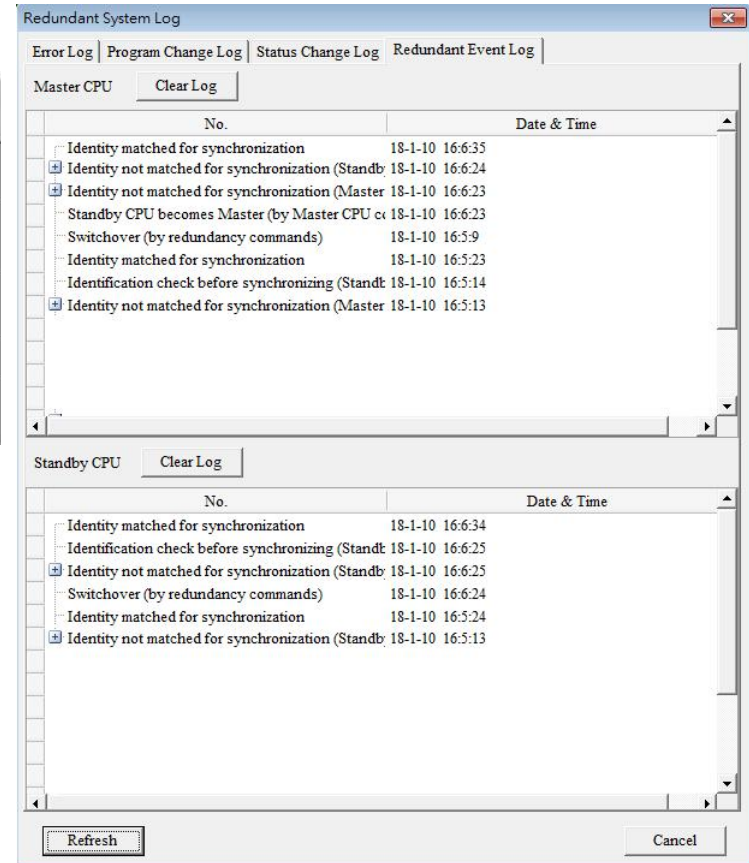 Redundant System Log
Error Log Program Change Log Status Change Log Redundant Event Log
Master CPU Clear Log
No. Date & Time
Identity matched for synchronization 18-1-10 16:6:35
Identity not matched for synchronization (Standby 18-1-10 16:6:24
Identity not matched for synchronization (Master 18-1-10 16:6:23
Standby CPU becomes Master (by Master CPU cc 18-1-10 16:6:23
Switchover (by redundancy commands) 18-1-10 16:5:9
Identity matched for synchronization 18-1-10 16:5:23
Identification check before synchronizing (Standb 18-1-10 16:5:14
Identity not matched for synchronization (Master 18-1-10 16:5:13
Standby CPU Clear Log
No. Date & Time
Identity matched for synchronization 18-1-10 16:6:34
Identification check before synchronizing (Standb 18-1-10 16:6:25
Identity not matched for synchronization (Standby 18-1-10 16:6:25
Switchover (by redundancy commands) 18-1-10 16:6:24
Identity matched for synchronization 18-1-10 16:5:24
Identity not matched for synchronization (Standby 18-1-10 16:5:13
Refresh Cancel